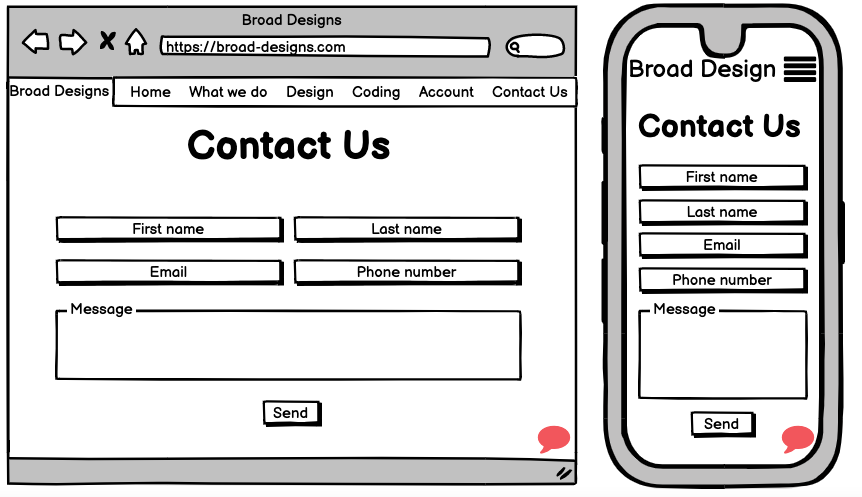 Broad Designs
https://broad-designs.com
Broad Designs Home What we do Design Coding Account Contact Us
Contact Us
First name Last name
Email Phone number
Message
Send
Broad Design
Contact Us
First name
Last name
Email
Phone number
Message
Send